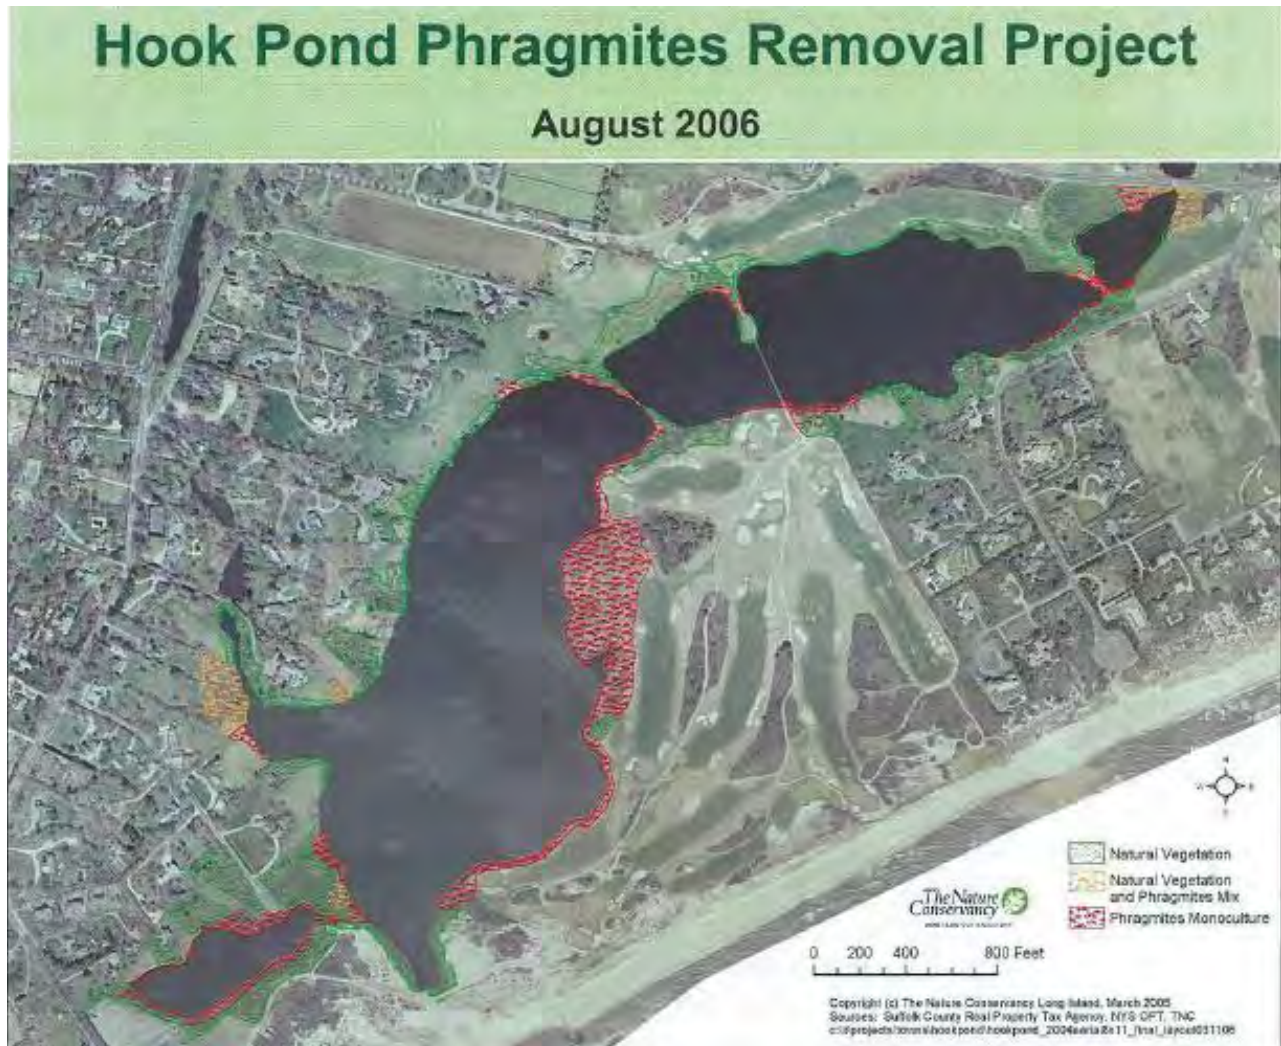 Hook Pond Phragmites Removal Project
August 2006
N
Natural Vegetation
Natural Vegetation
and Phragmites Mix
Phragmites Monoculture
The Nature
Conservancy
0 200 400 800 Feet
Copyright (c) The Nature Conservancy Long Island, March 2006
Sources: Suffolk County Real Property Tax Agency, NYS OFT, TNC